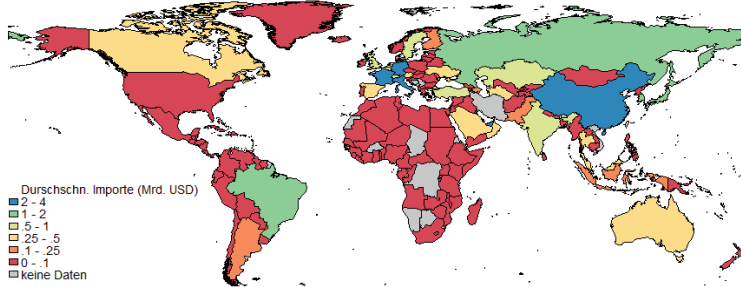 Durschschn. Importe (Mrd. USD)
2 - 4
1 - 2
.5 - 1
.25 - .5
.1 - .25
0 - .1
keine Daten